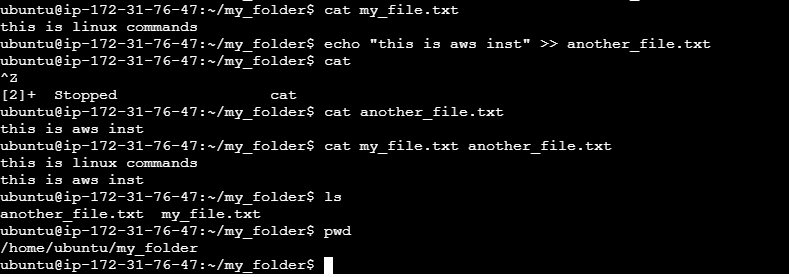 ubuntu@ip-172-31-76-47:~/my_folder$ cat my_file.txt
this is linux commands
ubuntu@ip-172-31-76-47:~/my_folder$ echo "this is aws inst" >> another_file.txt
ubuntu@ip-172-31-76-47:~/my_folder$ cat
^Z
[2]+  Stopped                 cat
ubuntu@ip-172-31-76-47:~/my_folder$ cat another_file.txt
this is aws inst
ubuntu@ip-172-31-76-47:~/my_folder$ cat my_file.txt another_file.txt
this is linux commands
this is aws inst
ubuntu@ip-172-31-76-47:~/my_folder$ ls
another_file.txt  my_file.txt
ubuntu@ip-172-31-76-47:~/my_folder$ pwd
/home/ubuntu/my_folder
ubuntu@ip-172-31-76-47:~/my_folder$